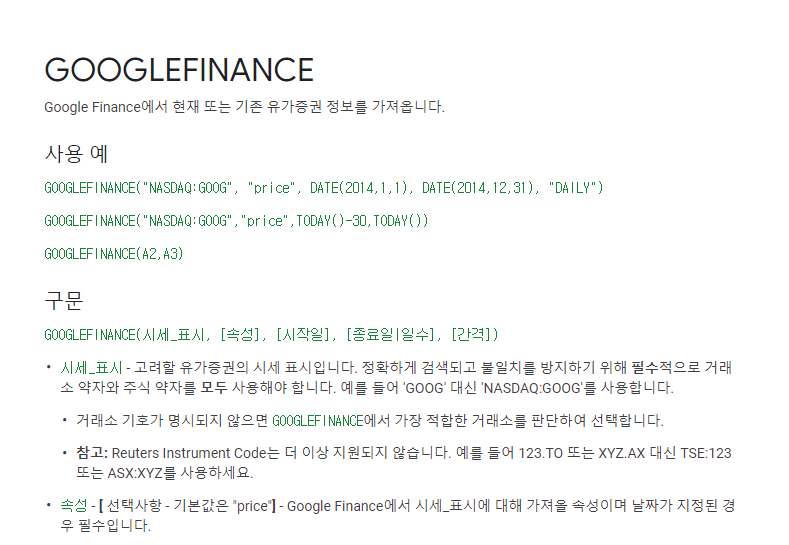 GOOGLEFINANCE
Google Finance에서 현재 또는 기존 유가증권 정보를 가져옵니다.
사용 예
GOOGLEFINANCE("NASDAQ:GOOG", "price", DATE(2014,1,1), DATE(2014,12,31), "DAILY")
GOOGLEFINANCE("NASDAQ:GOOG","price",TODAY()-30,TODAY())
GOOGLEFINANCE(A2,A3)
구문
GOOGLEFINANCE(시세_표시, [속성], [시작일], [종료일|일수], [간격])
• 시세_표시 - 고려할 유가증권의 시세 표시입니다. 정확하게 검색되고 불일치를 방지하기 위해 필수적으로 거래
소 약자와 주식 약자를 모두 사용해야 합니다. 예를 들어 'GOOG' 대신 'NASDAQ:GOOG'를 사용합니다.
• 거래소 기호가 명시되지 않으면 GOOGLEFINANCE에서 가장 적합한 거래소를 판단하여 선택합니다.
• 참고: Reuters Instrument Code는 더 이상 지원되지 않습니다. 예를 들어 123.TO 또는 XYZ.AX 대신 TSE:123
또는 ASX:XYZ를 사용하세요.
• 속성 - [ 선택사항 - 기본값은 "price"] - Google Finance에서 시세_표시에 대해 가져올 속성이며 날짜가 지정된 경
우 필수입니다.